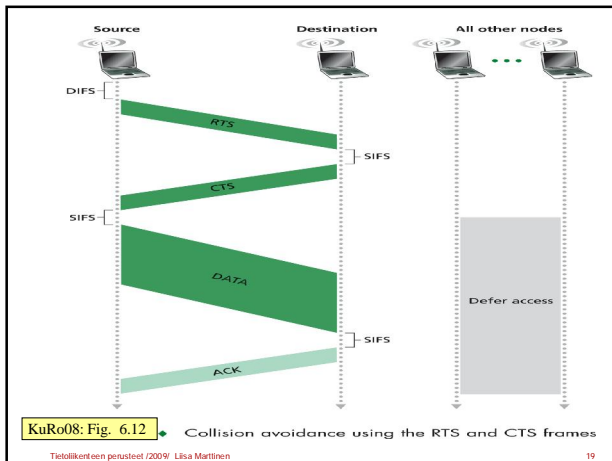 Source Destination All other nodes
DIFS
RTS
SIFS
CTS
SIFS
DATA
Defer access
SIFS
ACK
KuRo08: Fig. 6.12 Collision avoidance using the RTS and CTS frames
Tietoliikenteen perusteet /2009/ Liisa Marttinen 19